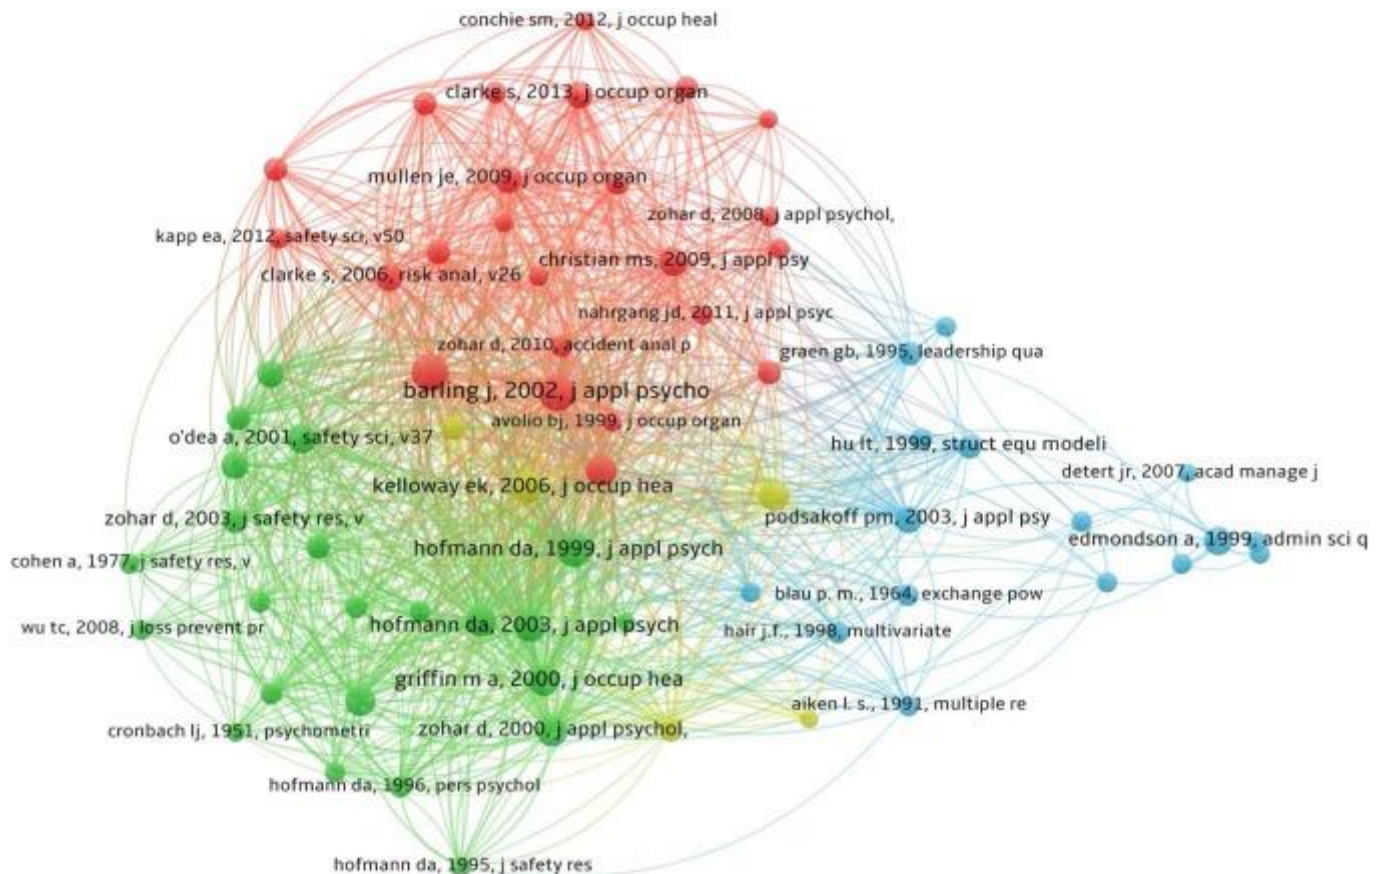 conchie sm, 2012, j occup heal
clarke s, 2013, j occup organ
mullen je, 2009, j occup organ
zohar d, 2008, j appl psychol,
kapp ea, 2012, safety sci, v50
christian ms, 2009, j appl psy
clarke s, 2006, risk anal, v26
nahrgang jd, 2011, j appl psyc
zohar d, 2010, accident anal p
graen gb, 1995, leadership qua
barling j, 2002, j appl psycho
avolio bj, 1999, j occup organ
o'dea a, 2001, safety sci, v37
hu lt, 1999, struct equ modeli
detert jr, 2007, acad manage j
kelloway ek, 2006, j occup hea
zohar d, 2003, j safety res, v
podsakoff pm, 2003, j appl psy
edmondson a, 1999, admin sci q
hofmann da, 1999, j appl psych
cohen a, 1977, j safety res, v
blau p. m., 1964, exchange pow
wu tc, 2008, j loss prevent pr
hofmann da, 2003, j appl psych
hair j.f., 1998, multivariate
griffin m a, 2000, j occup hea
aiken l. s., 1991, multiple re
cronbach lj, 1951, psychometri
zohar d, 2000, j appl psychol,
hofmann da, 1996, pers psychol
hofmann da, 1995, j safety res